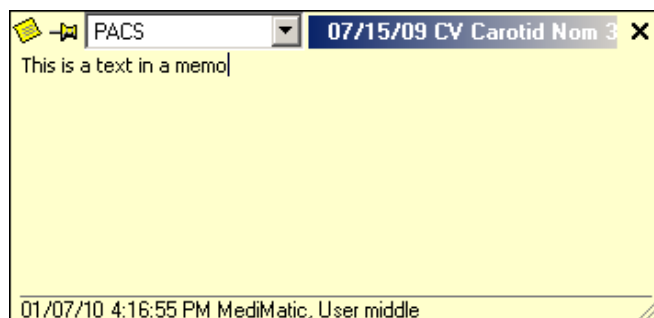 PACS 07/15/09 CV Carotid Nom 3
This is a text in a memo
01/07/10 4:16:55 PM MediMatic, User middle